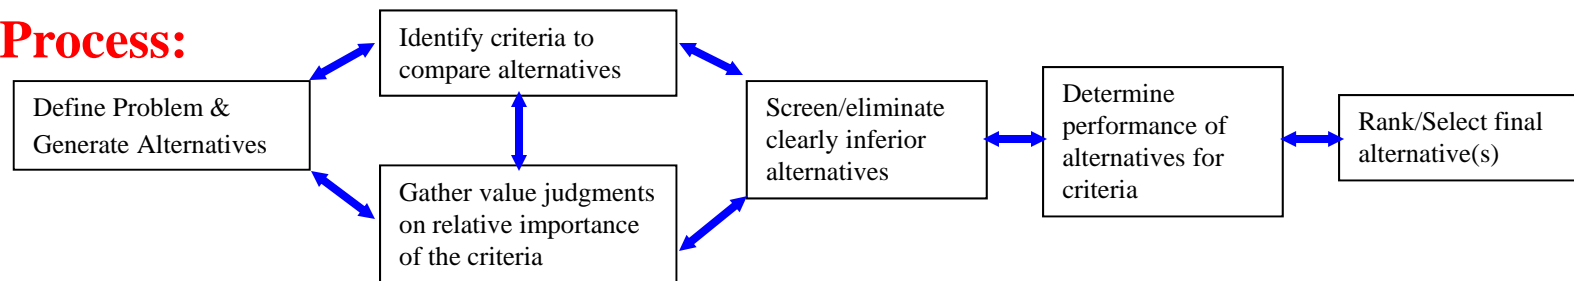 Process:
Define Problem &
Generate Alternatives
Identify criteria to
compare alternatives
Gather value judgments
on relative importance
of the criteria
Screen/eliminate
clearly inferior
alternatives
Determine
performance of
alternatives for
criteria
Rank/Select final
alternative(s)